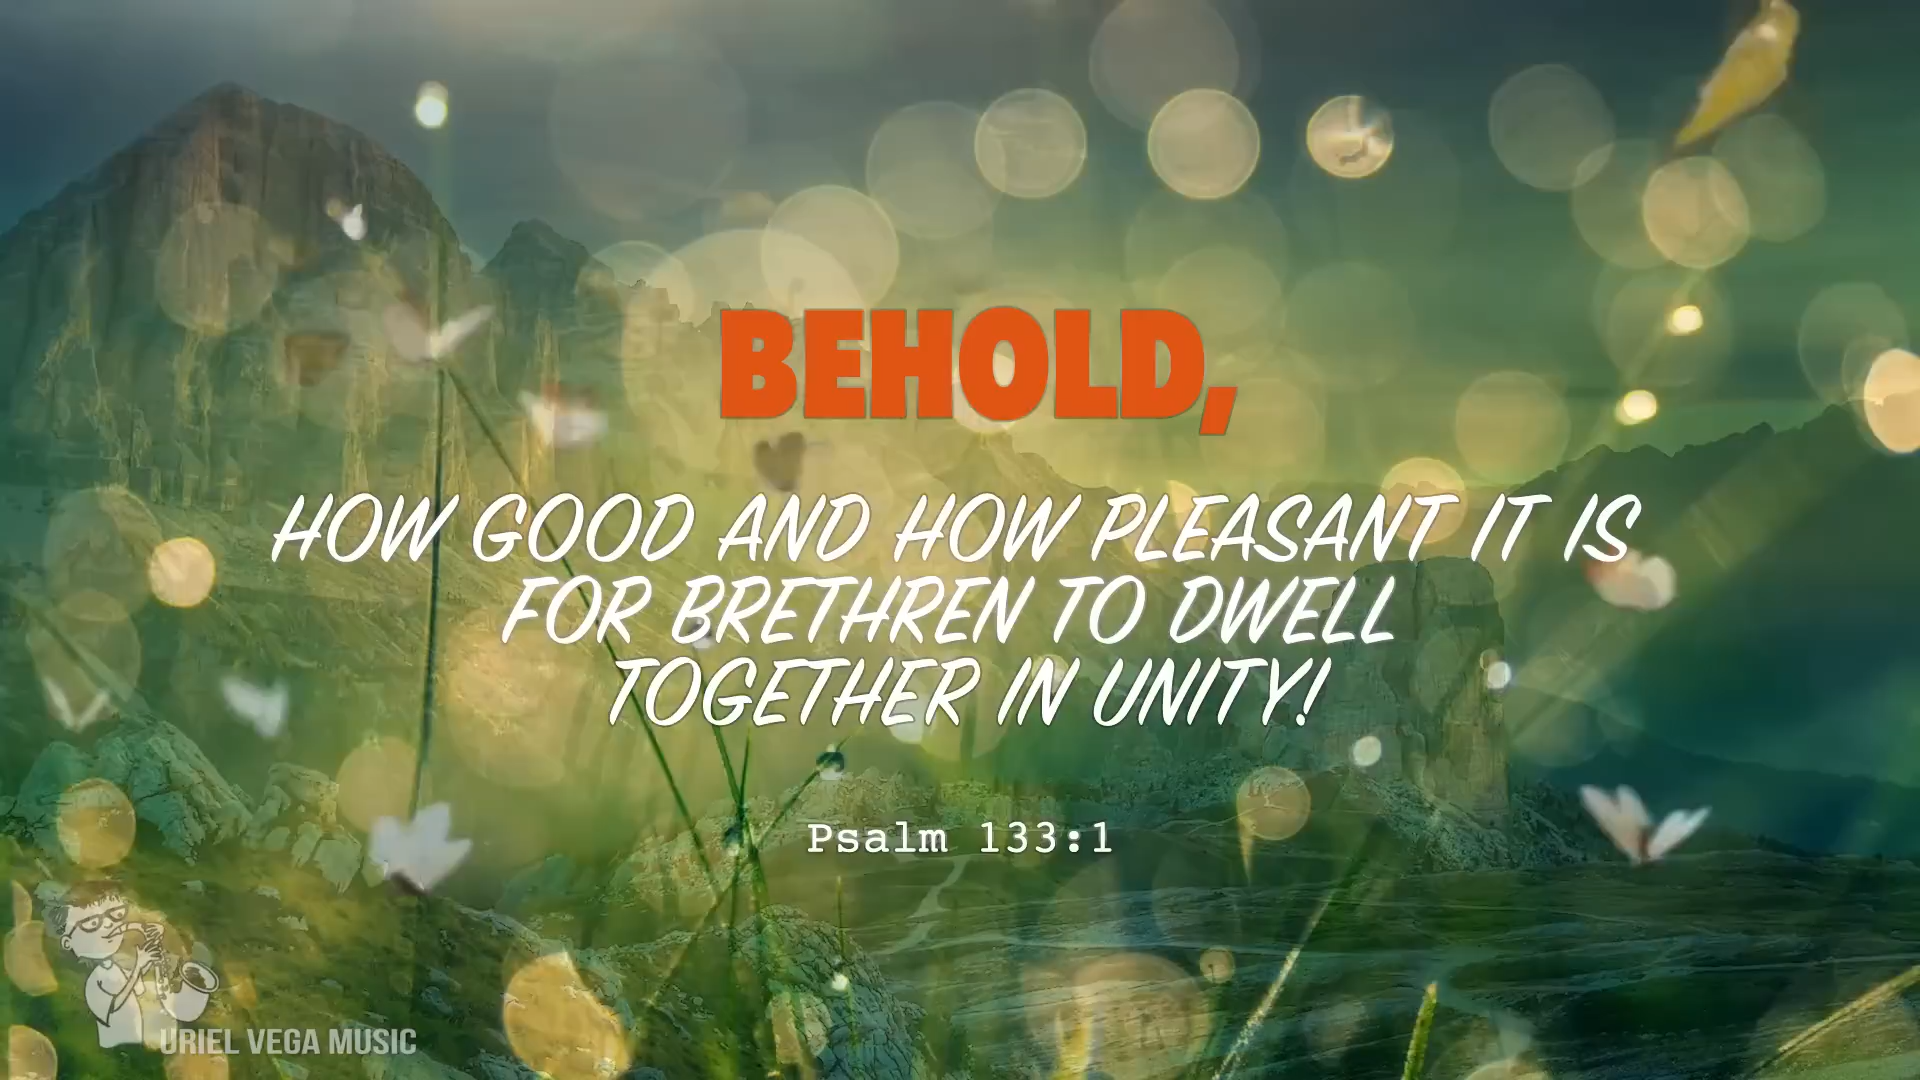 BEHOLD,
HOW GOOD AND HOW PLEASANT IT IS
FOR BRETHREN TO DWELL
TOGETHER IN UNITY!
Psalm 133:1
URIEL VEGA MUSIC